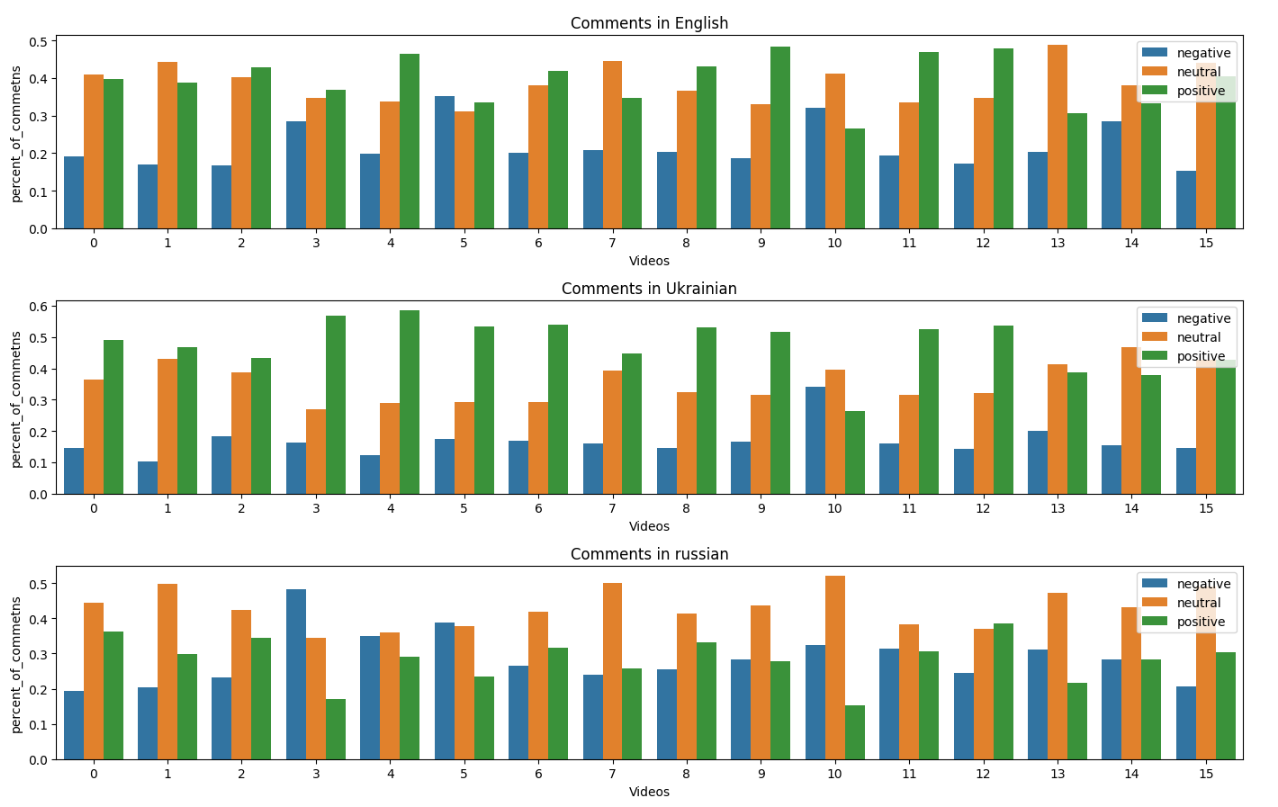 Comments in English
percent_of_commetns
0.5
0.4
0.3
0.2
0.1
0.0
negative
neutral
positive
0 1 2 3 4 5 6 7 8 9 10 11 12 13 14 15
Videos
Comments in Ukrainian
percent_of_commetns
0.6
0.5
0.4
0.3
0.2
0.1
0.0
negative
neutral
positive
0 1 2 3 4 5 6 7 8 9 10 11 12 13 14 15
Videos
Comments in russian
percent_of_commetns
0.5
0.4
0.3
0.2
0.1
0.0
negative
neutral
positive
0 1 2 3 4 5 6 7 8 9 10 11 12 13 14 15
Videos